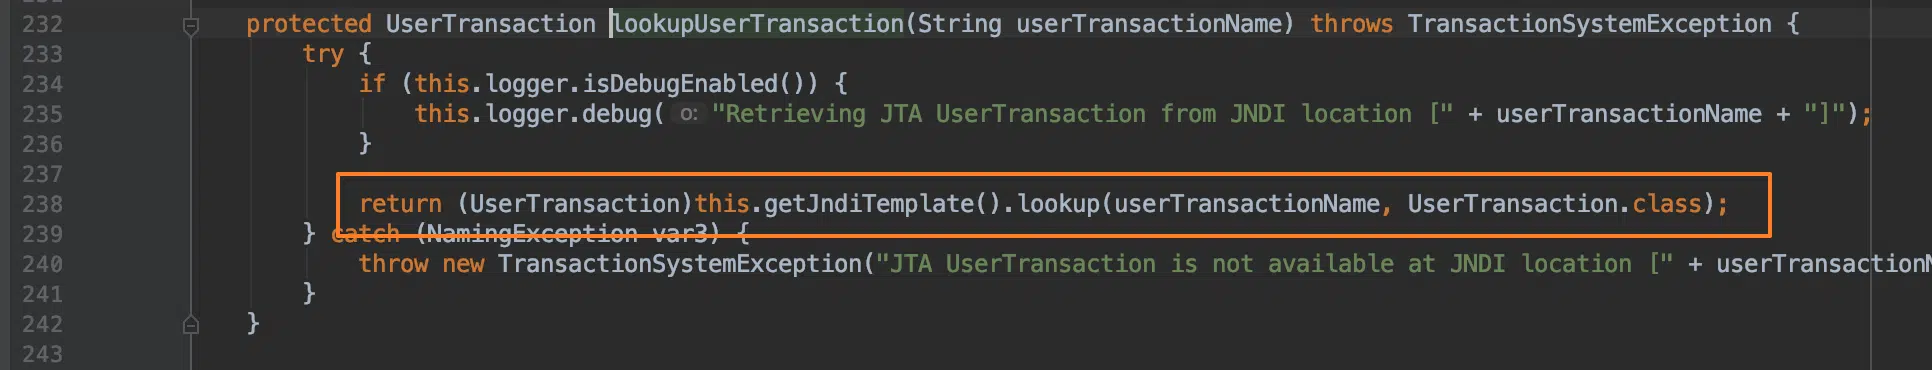 232 protected UserTransaction lookupUserTransaction(String userTransactionName) throws TransactionSystemException {
233 try {
234 if (this.logger.isDebugEnabled()) {
235 this.logger.debug( o: "Retrieving JTA UserTransaction from JNDI location [" + userTransactionName + "]");
236 }
237
238 return (UserTransaction)this.getJndiTemplate().lookup(userTransactionName, UserTransaction.class);
239 } catch (NamingException var3) {
240 throw new TransactionSystemException("JTA UserTransaction is not available at JNDI location [" + userTransactionN
241 }
242 }
243